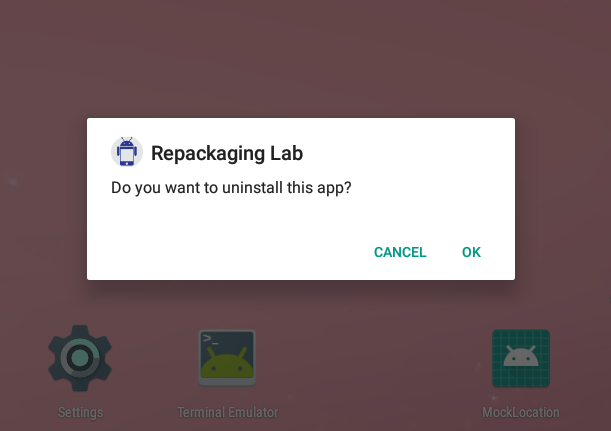 Repackaging Lab
Do you want to uninstall this app?
CANCEL OK
>_
Settings Terminal Emulator MockLocation